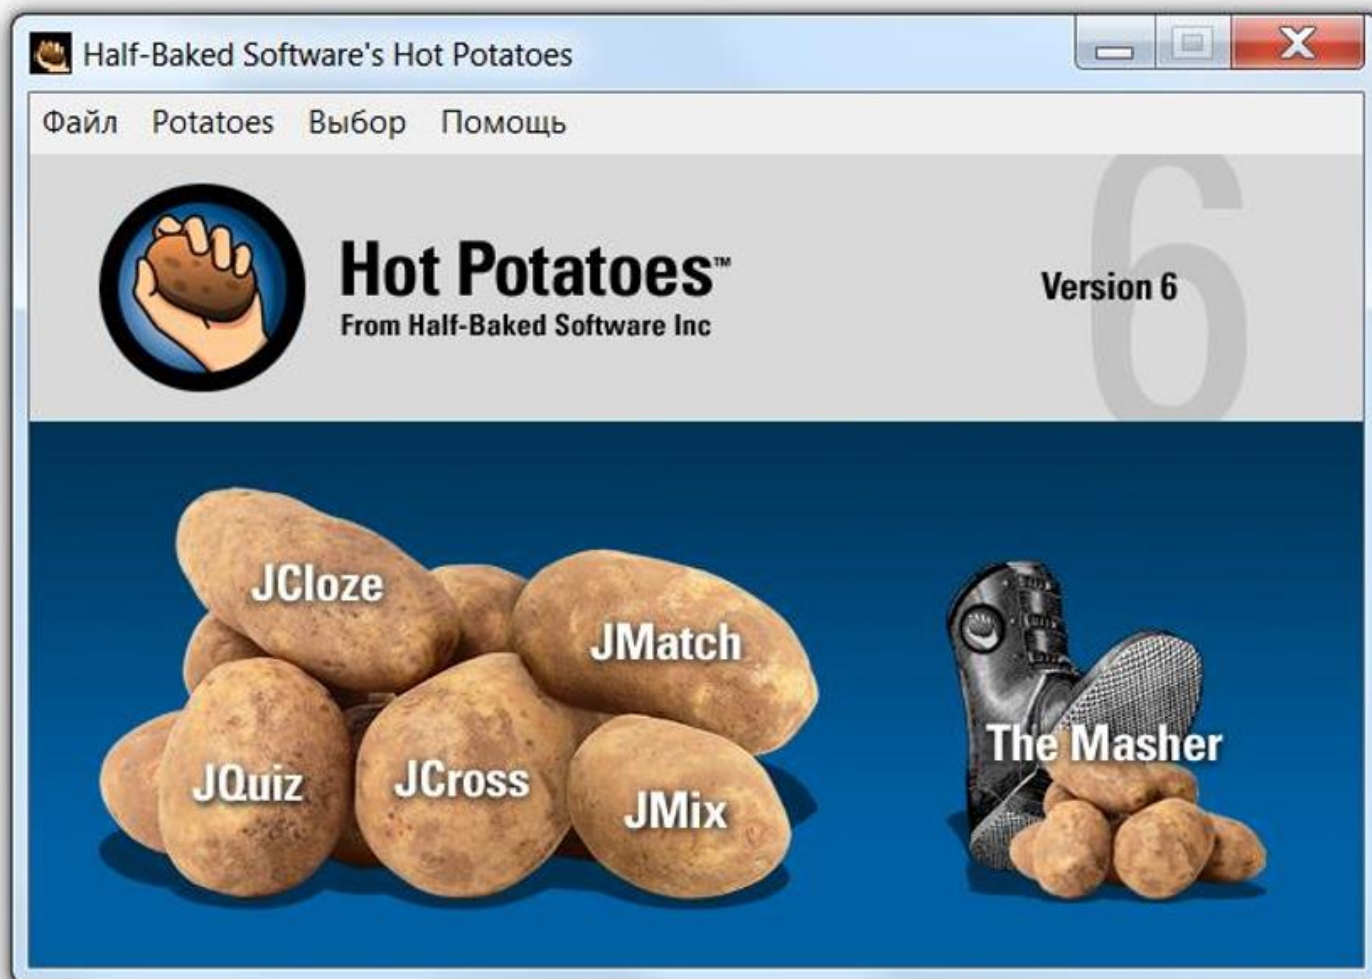 Half-Baked Software's Hot Potatoes
Файл Potatoes Выбор Помощь
6
Hot Potatoes™
From Half-Baked Software Inc
Version 6
JCloze
JMatch
JQuiz
JCross
JMix
The Masher